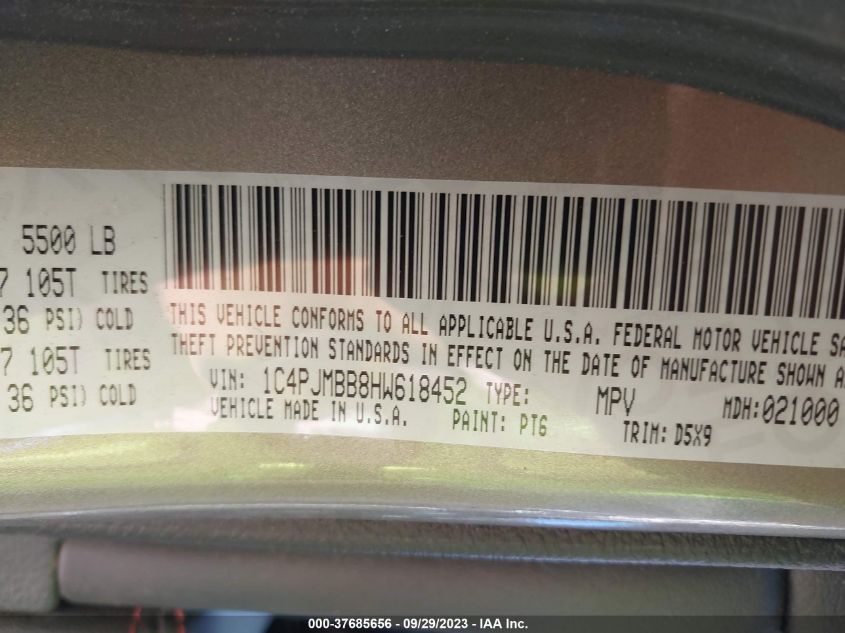 5500 LB
7 105T TIRES
36 PSI) COLD
7 105T TIRES
36 PSI) COLD
THIS VEHICLE CONFORMS TO ALL APPLICABLE U.S.A. FEDERAL MOTOR VEHICLE SA
THEFT PREVENTION STANDARDS IN EFFECT ON THE DATE OF MANUFACTURE SHOWN A
VIN: 1C4PJMBB8HW618452 TYPE: MPV MDH:021000
VEHICLE MADE IN U.S.A. PAINT: PT6 TRIM: D5X9
000-37685656 - 09/29/2023 - IAA Inc.